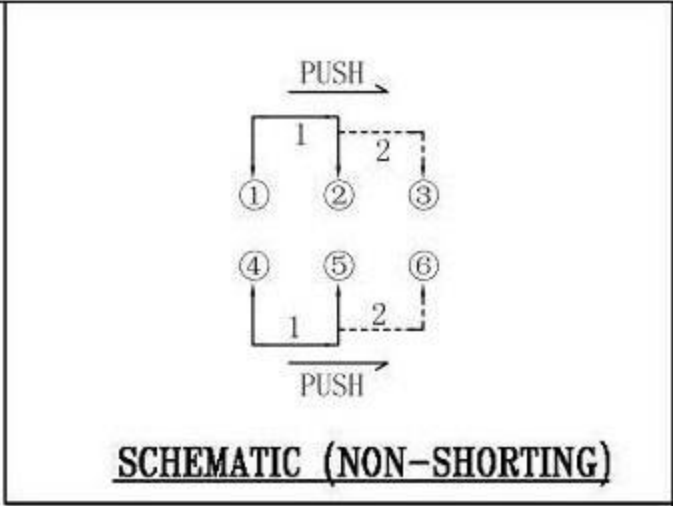 PUSH
1
2
① ② ③
④ ⑤ ⑥
1 2
PUSH
SCHEMATIC (NON-SHORTING)